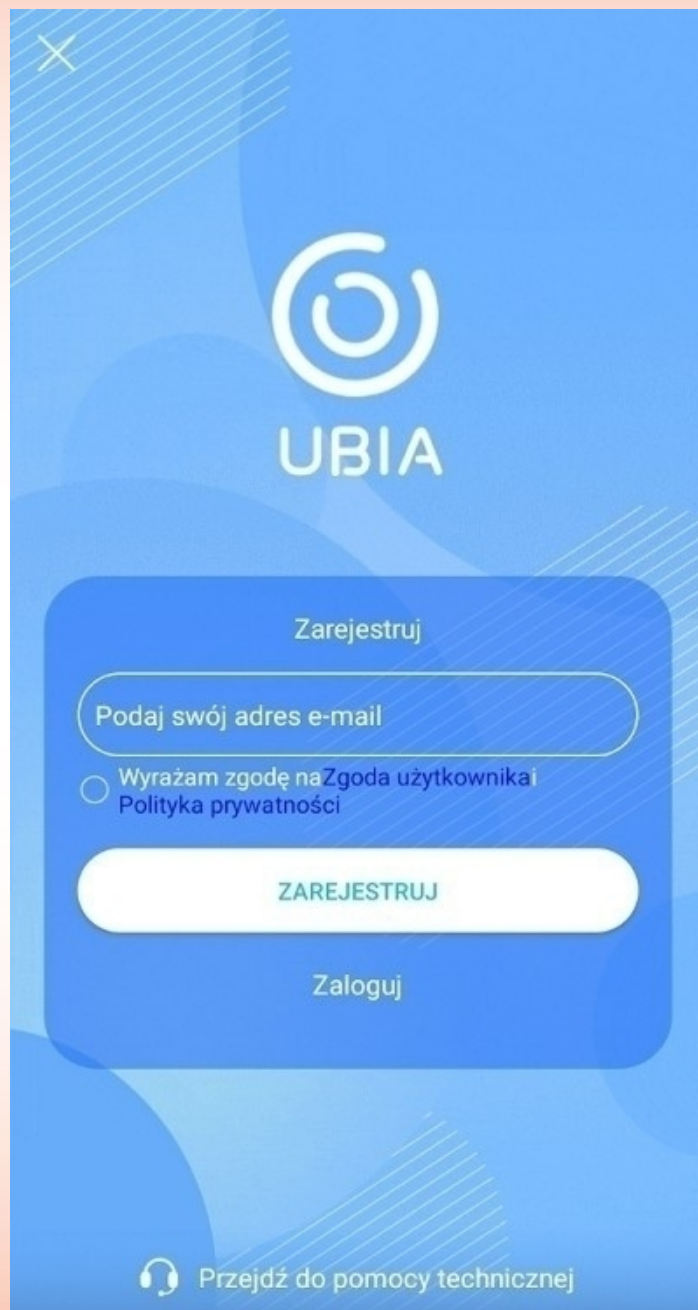 UBIA
Zarejestruj
Podaj swój adres e-mail
Wyrażam zgodę naZgoda użytkownikai
Polityka prywatności
ZAREJESTRUJ
Zaloguj
Przejdź do pomocy technicznej